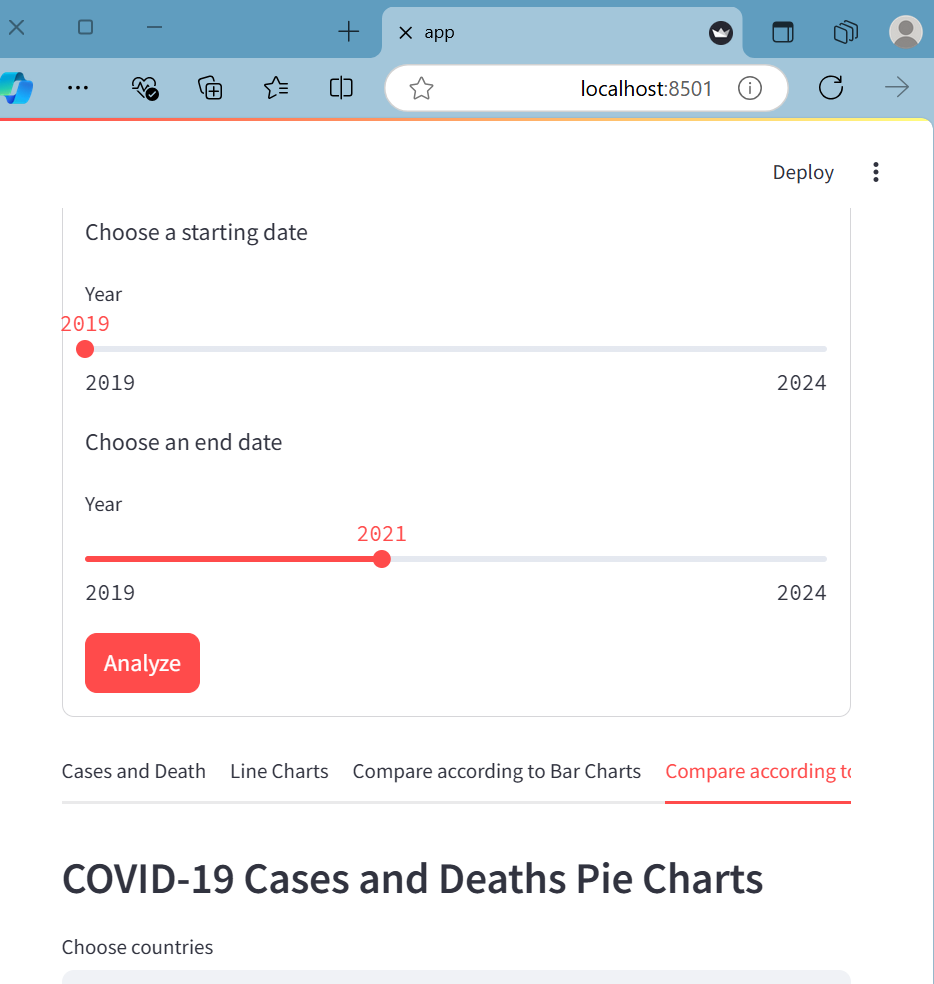 app
localhost:8501
Deploy
Choose a starting date
Year
2019
2019 2024
Choose an end date
Year
2021
2019 2024
Analyze
Cases and Death Line Charts Compare according to Bar Charts Compare according to
COVID-19 Cases and Deaths Pie Charts
Choose countries